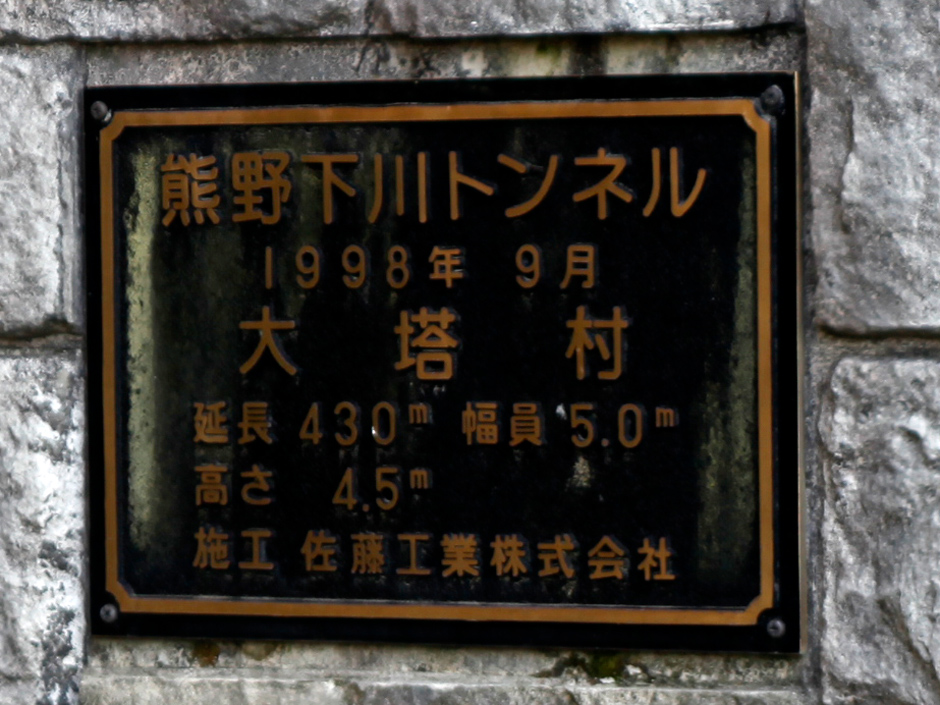 熊野下川トンネル
1998年 9月
大塔村
延長 430m 幅員 5.0m
高さ 4.5m
施工 佐藤工業株式会社